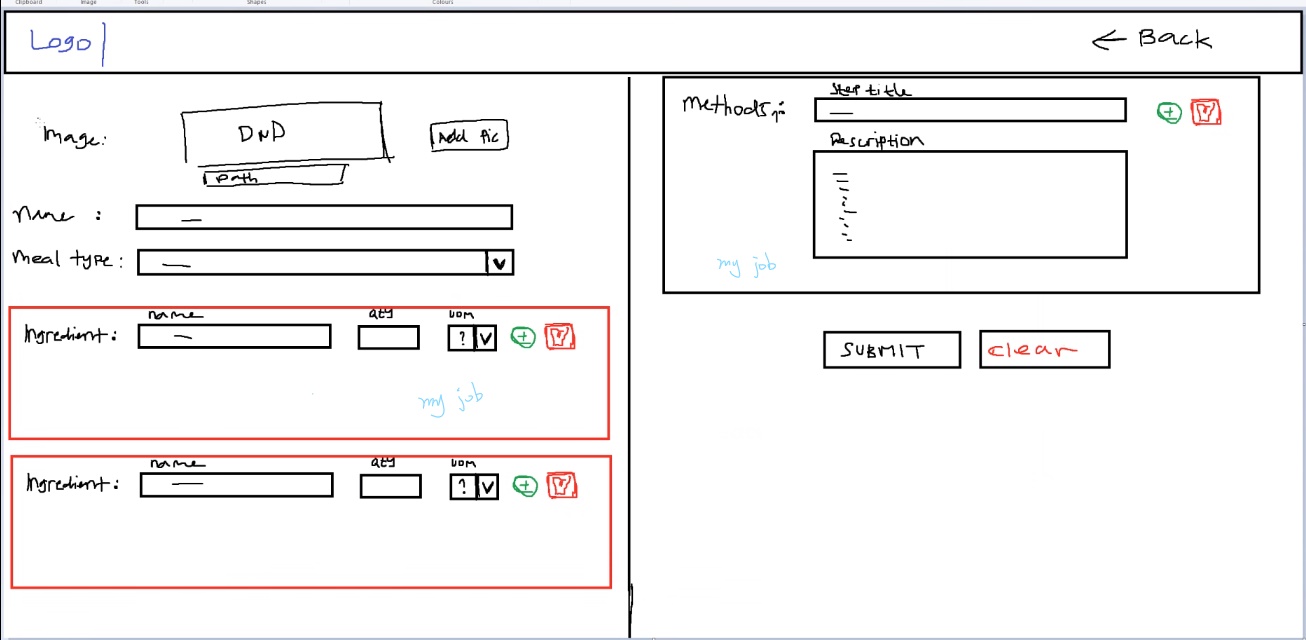 Clipboard Image Tools Shapes Colours
Logo
← Back
Image:
DnD
Add Pic
Path
Name :
—
Meal type:
— v
name qty uom
Ingredient: — ? v +
my job
name qty uom
Ingredient: — ? v +
Step title
Methods:
—
+
Description
my job
SUBMIT clear